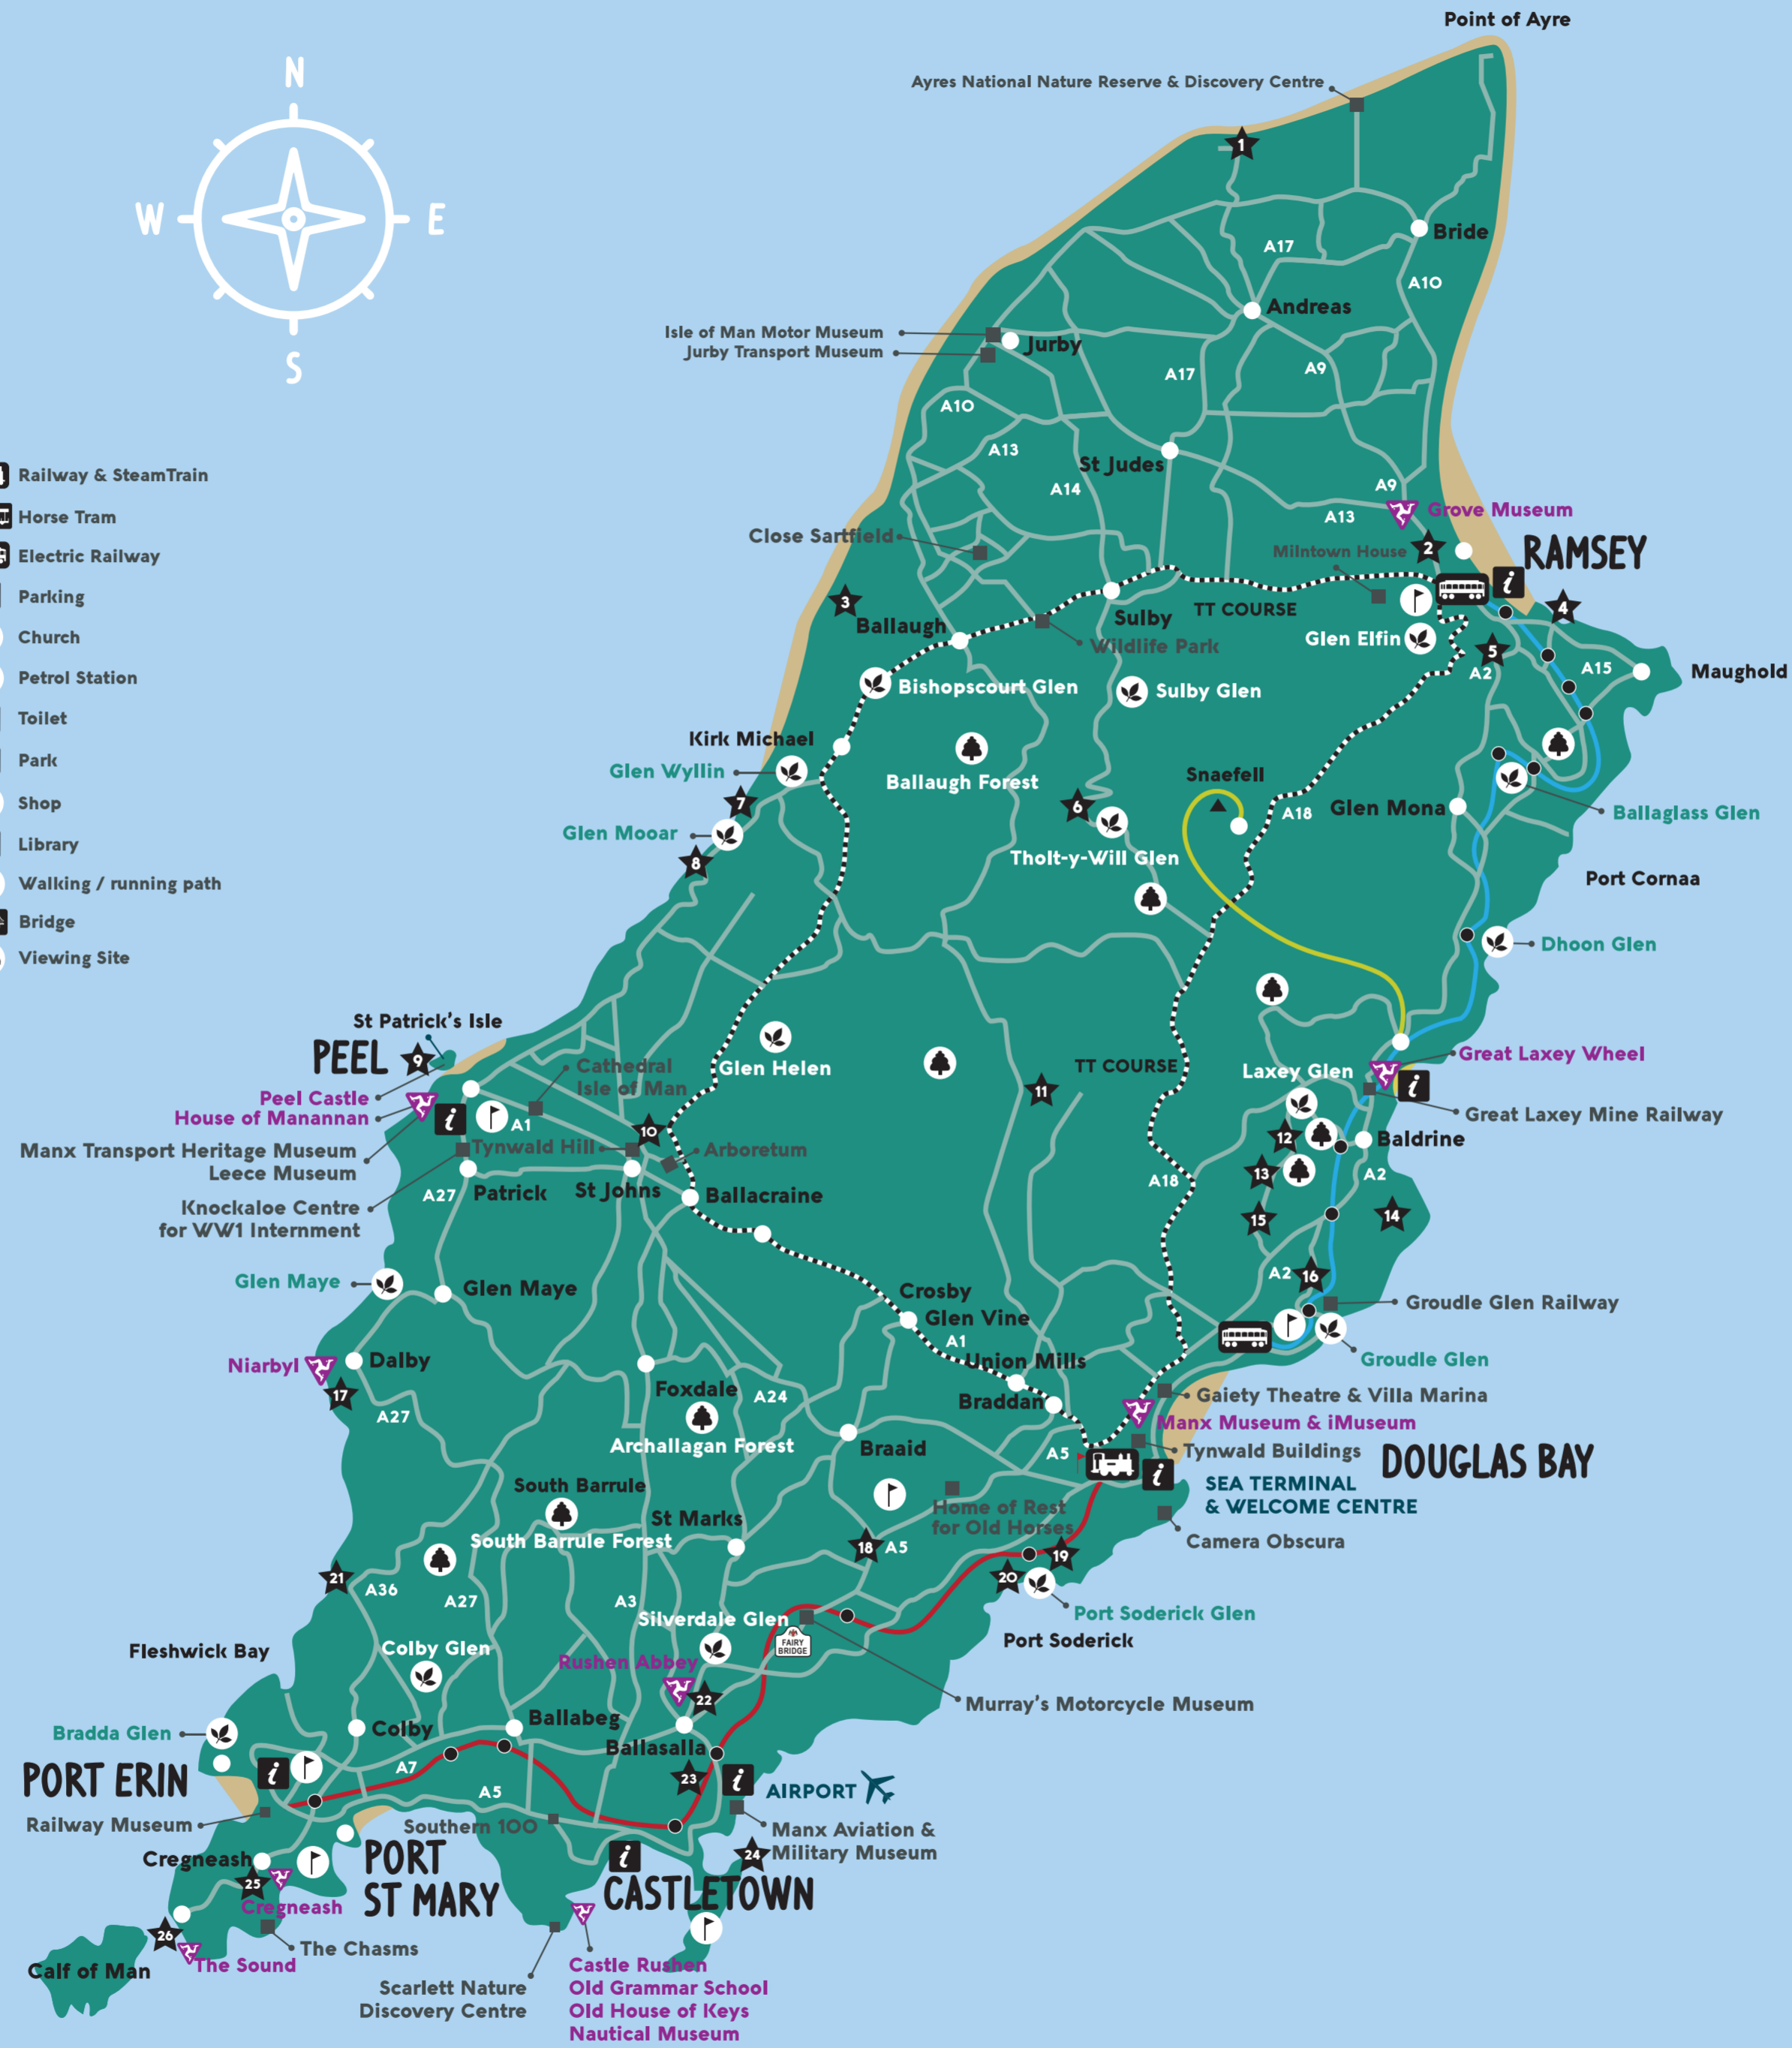 Point of Ayre
Ayres National Nature Reserve & Discovery Centre
N
W
E
S
1
Bride
A17
A10
Andreas
Isle of Man Motor Museum
Jurby Transport Museum
Jurby
A17
A9
A10
A13
St Judes
A14
A9
A13
Grove Museum
Railway & SteamTrain
Horse Tram
Electric Railway
Parking
Church
Petrol Station
Toilet
Park
Shop
Library
Walking / running path
Bridge
Viewing Site
Close Sartfield
Milntown House
2
RAMSEY
i
3
4
Ballaugh
Sulby
TT COURSE
Wildlife Park
Glen Elfin
5
A2
A15
Maughold
Bishopscourt Glen
Sulby Glen
Kirk Michael
Glen Wyllin
Ballaugh Forest
Snaefell
7
6
A18
Glen Mona
Ballaglass Glen
Glen Mooar
8
Tholt-y-Will Glen
Port Cornaa
Dhoon Glen
St Patrick's Isle
PEEL
9
Glen Helen
Cathedral
Isle of Man
TT COURSE
11
Laxey Glen
Great Laxey Wheel
i
Peel Castle
House of Manannan
i
A1
Great Laxey Mine Railway
Manx Transport Heritage Museum
Leece Museum
Tynwald Hill
10
Arboretum
12
Baldrine
13
A2
A18
Knockaloe Centre
for WW1 Internment
A27
Patrick
St Johns
Ballacraine
15
14
Glen Maye
Glen Maye
A2
16
Groudle Glen Railway
Crosby
Glen Vine
A1
Groudle Glen
Niarbyl
Dalby
17
Union Mills
A27
Foxdale
A24
Braddan
Gaiety Theatre & Villa Marina
Manx Museum & iMuseum
Archallagan Forest
Braaid
A5
Tynwald Buildings
DOUGLAS BAY
i
SEA TERMINAL
& WELCOME CENTRE
South Barrule
St Marks
Home of Rest
for Old Horses
South Barrule Forest
18
A5
19
Camera Obscura
21
A36
A27
A3
20
Port Soderick Glen
Port Soderick
Silverdale Glen
FAIRY
BRIDGE
Fleshwick Bay
Colby Glen
Rushen Abbey
22
Murray's Motorcycle Museum
Bradda Glen
Colby
Ballabeg
Ballasalla
PORT ERIN
i
A7
A5
23
i
AIRPORT
Railway Museum
Southern 100
Manx Aviation &
Military Museum
24
Cregneash
25
Cregneash
PORT
ST MARY
i
CASTLETOWN
26
The Sound
The Chasms
Calf of Man
Scarlett Nature
Discovery Centre
Castle Rushen
Old Grammar School
Old House of Keys
Nautical Museum